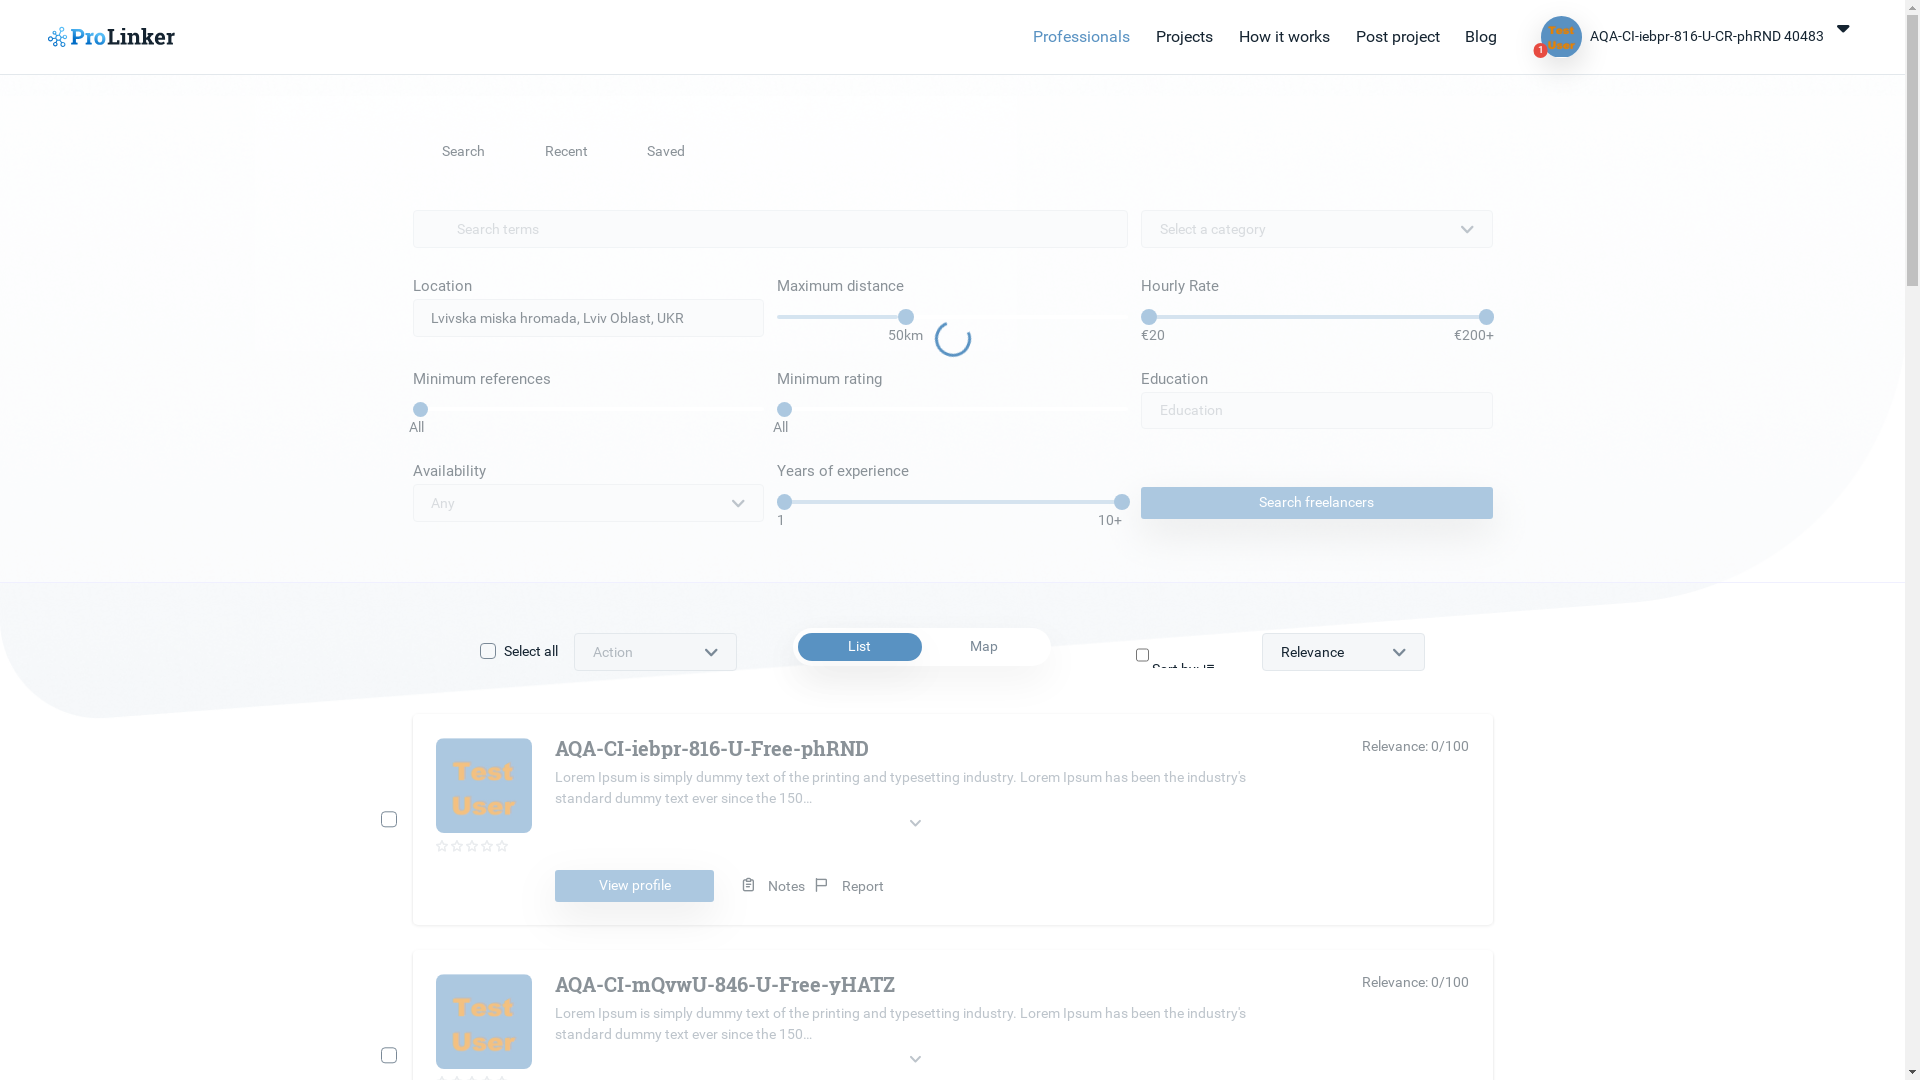 ProLinker
Professionals
Projects
How it works
Post project
Blog
Test
User
1
AQA-CI-iebpr-816-U-CR-phRND 40483
Search
Recent
Saved
Search terms
Select a category
Location
Maximum distance
Hourly Rate
Lvivska miska hromada, Lviv Oblast, UKR
50km
€20
€200+
Minimum references
Minimum rating
Education
Education
All
All
Availability
Years of experience
Any
1
10+
Search freelancers
Select all
Action
List
Map
Sort by:
Relevance
Test
User
AQA-CI-iebpr-816-U-Free-phRND
Relevance: 0/100
Lorem Ipsum is simply dummy text of the printing and typesetting industry. Lorem Ipsum has been the industry's
standard dummy text ever since the 150...
View profile
Notes
Report
Test
User
AQA-CI-mQvwU-846-U-Free-yHATZ
Relevance: 0/100
Lorem Ipsum is simply dummy text of the printing and typesetting industry. Lorem Ipsum has been the industry's
standard dummy text ever since the 150...